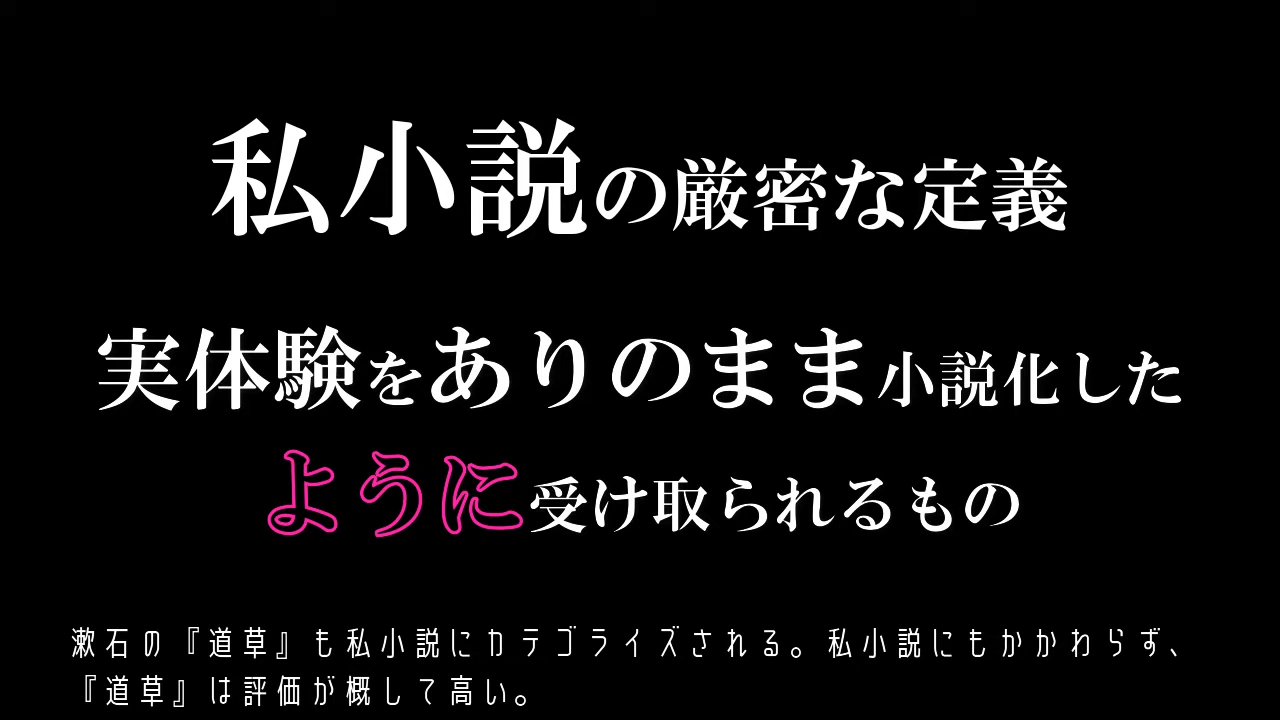 私小説の厳密な定義
実体験をありのまま小説化した
ように受け取られるもの
漱石の『道草』も私小説にカテゴライズされる。私小説にもかかわらず、
『道草』は評価が概して高い。